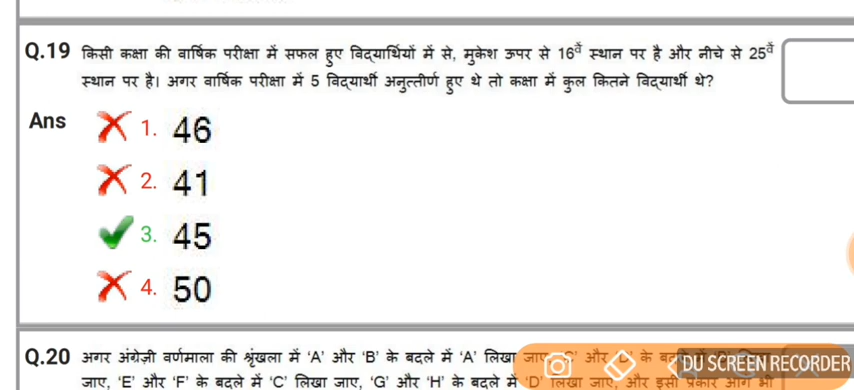 Q.19 किसी कक्षा की वार्षिक परीक्षा में सफल हुए विद्यार्थियों में से, मुकेश ऊपर से 16वें स्थान पर है और नीचे से 25वें
स्थान पर है। अगर वार्षिक परीक्षा में 5 विद्यार्थी अनुत्तीर्ण हुए थे तो कक्षा में कुल कितने विद्यार्थी थे?
Ans 1. 46
2. 41
3. 45
4. 50
Q.20 अगर अंग्रेज़ी वर्णमाला की श्रृंखला में 'A' और 'B' के बदले में 'A' लिखा जाए, 'C' और 'D' के
DU SCREEN RECORDER
जाए, 'E' और 'F' के बदले में 'C' लिखा जाए, 'G' और 'H' के बदले में 'D' लिखा जाए, और इसी प्रकार आगे भी